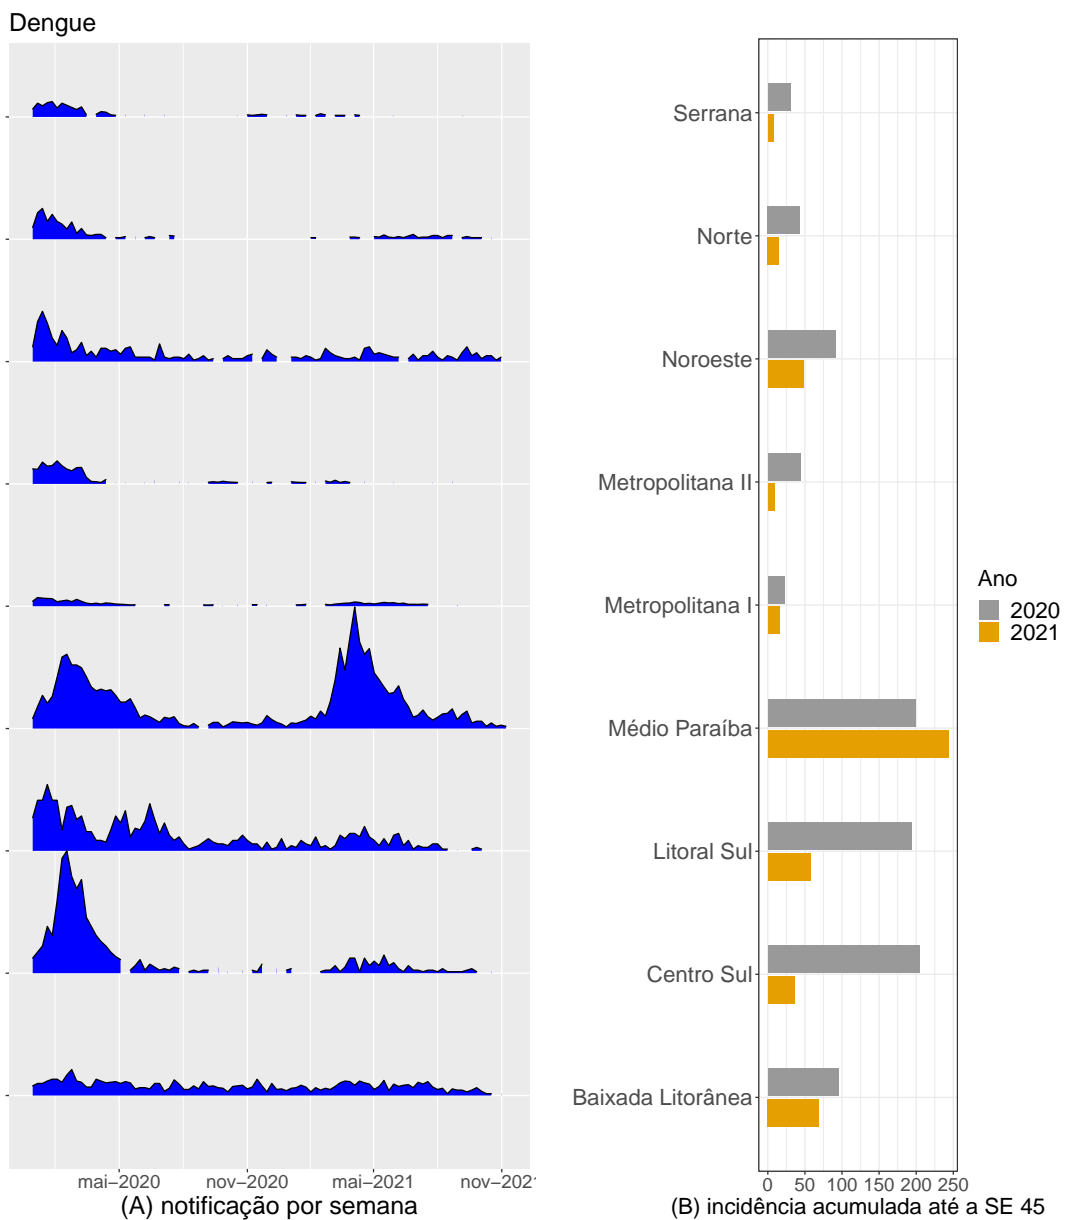 Dengue
Serrana
Norte
Noroeste
Metropolitana II
Metropolitana I
Médio Paraíba
Litoral Sul
Centro Sul
Baixada Litorânea
Ano
2020
2021
mai–2020 nov–2020 mai–2021 nov–2021
0 50 100 150 200 250
(A) notificação por semana
(B) incidência acumulada até a SE 45